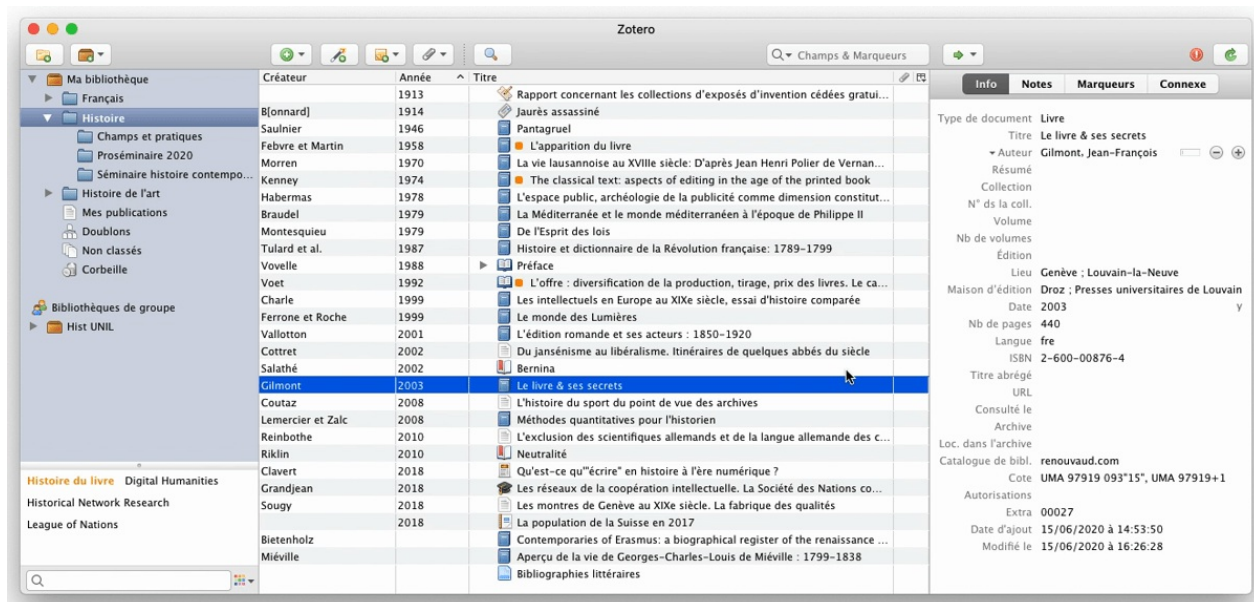 Zotero
Champs & Marqueurs
Ma bibliothèque
Français
Histoire
Champs et pratiques
Proséminaire 2020
Séminaire histoire contempo...
Histoire de l'art
Mes publications
Doublons
Non classés
Corbeille
Bibliothèques de groupe
Hist UNIL
Histoire du livre Digital Humanities
Historical Network Research
League of Nations
Créateur Année Titre
1913 Rapport concernant les collections d'exposés d'invention cédées gratui...
B[onnard] 1914 Jaurès assassiné
Saulnier 1946 Pantagruel
Febvre et Martin 1958 L'apparition du livre
Morren 1970 La vie lausannoise au XVIIIe siècle: D'après Jean Henri Polier de Vernan...
Kenney 1974 The classical text: aspects of editing in the age of the printed book
Habermas 1978 L'espace public, archéologie de la publicité comme dimension constitut...
Braudel 1979 La Méditerranée et le monde méditerranéen à l'époque de Philippe II
Montesquieu 1979 De l'Esprit des lois
Tulard et al. 1987 Histoire et dictionnaire de la Révolution française: 1789-1799
Vovelle 1988 Préface
Voet 1992 L'offre : diversification de la production, tirage, prix des livres. Le ca...
Charle 1999 Les intellectuels en Europe au XIXe siècle, essai d'histoire comparée
Ferrone et Roche 1999 Le monde des Lumières
Vallotton 2001 L'édition romande et ses acteurs : 1850-1920
Cottret 2002 Du jansénisme au libéralisme. Itinéraires de quelques abbés du siècle
Salathé 2002 Bernina
Gilmont 2003 Le livre & ses secrets
Coutaz 2008 L'histoire du sport du point de vue des archives
Lemercier et Zalc 2008 Méthodes quantitatives pour l'historien
Reinbothe 2010 L'exclusion des scientifiques allemands et de la langue allemande des c...
Riklin 2010 Neutralité
Clavert 2018 Qu'est-ce qu'"écrire" en histoire à l'ère numérique ?
Grandjean 2018 Les réseaux de la coopération intellectuelle. La Société des Nations co...
Sougy 2018 Les montres de Genève au XIXe siècle. La fabrique des qualités
2018 La population de la Suisse en 2017
Bietenholz Contemporaries of Erasmus: a biographical register of the renaissance ...
Miéville Aperçu de la vie de Georges-Charles-Louis de Miéville : 1799-1838
Bibliographies littéraires
Info Notes Marqueurs Connexe
Type de document Livre
Titre Le livre & ses secrets
Auteur Gilmont, Jean-François
Résumé
Collection
N° ds la coll.
Volume
Nb de volumes
Édition
Lieu Genève ; Louvain-la-Neuve
Maison d'édition Droz ; Presses universitaires de Louvain
Date 2003 y
Nb de pages 440
Langue fre
ISBN 2-600-00876-4
Titre abrégé
URL
Consulté le
Archive
Loc. dans l'archive
Catalogue de bibl. renouvaud.com
Cote UMA 97919 093"15", UMA 97919+1
Autorisations
Extra 00027
Date d'ajout 15/06/2020 à 14:53:50
Modifié le 15/06/2020 à 16:26:28